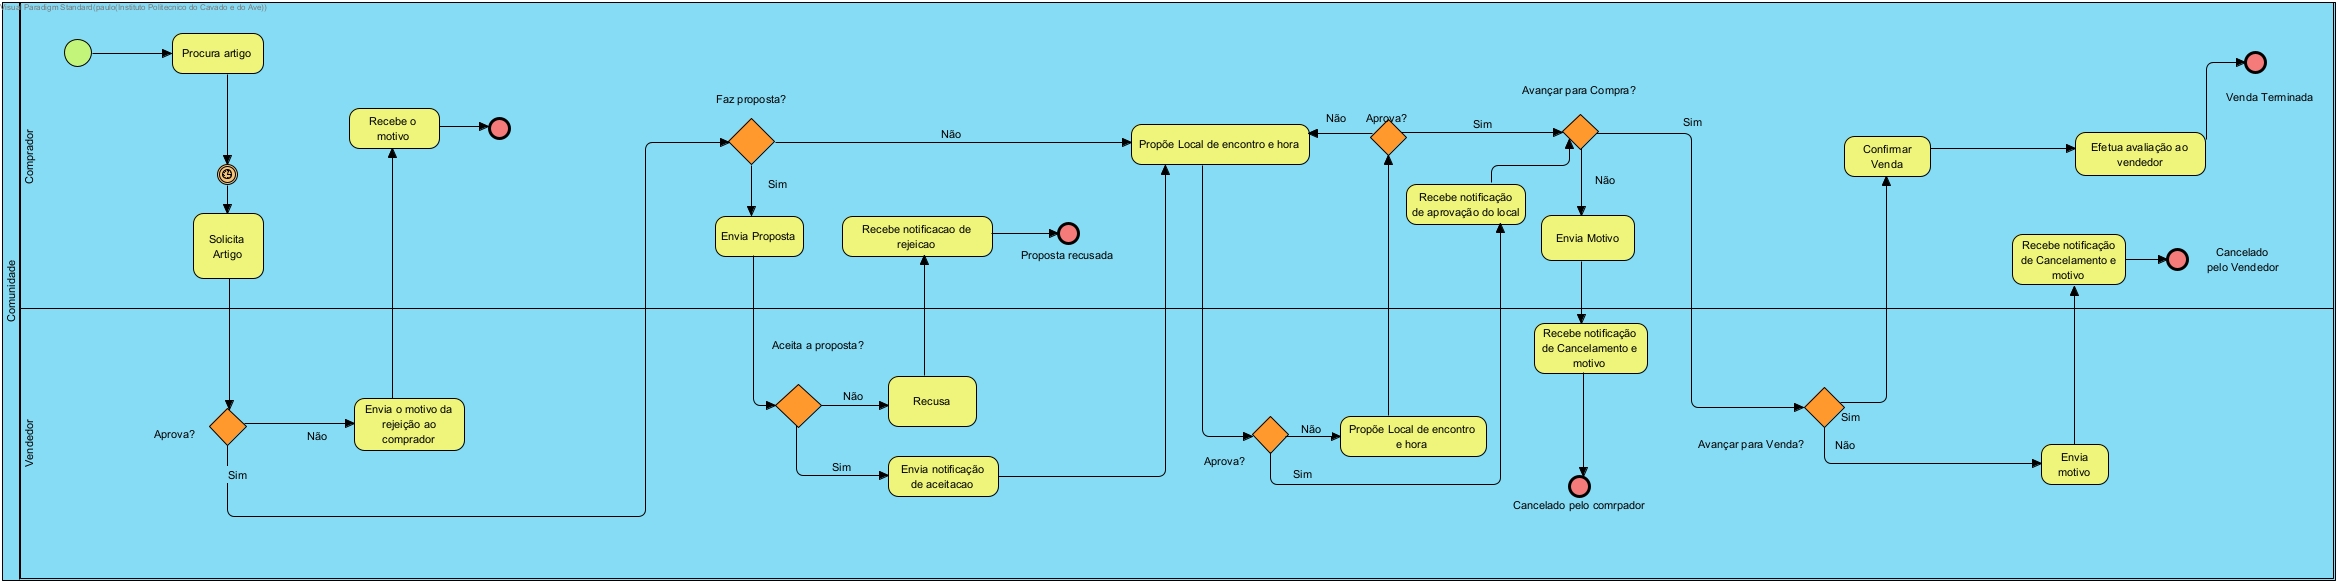 Visual Paradigm Standard(paulo(Instituto Politecnico do Cavado e do Ave))
Comunidade
Comprador
Procura artigo
Solicita
Artigo
Recebe o
motivo
Faz proposta?
Não
Sim
Envia Proposta
Recebe notificacao de
rejeicao
Proposta recusada
Propõe Local de encontro e hora
Não
Aprova?
Sim
Recebe notificação
de aprovação do local
Avançar para Compra?
Não
Sim
Envia Motivo
Confirmar
Venda
Efetua avaliação ao
vendedor
Venda Terminada
Recebe notificação
de Cancelamento e
motivo
Cancelado
pelo Vendedor
Vendedor
Aprova?
Não
Sim
Envia o motivo da
rejeição ao
comprador
Aceita a proposta?
Não
Recusa
Sim
Envia notificação
de aceitacao
Aprova?
Não
Propõe Local de encontro
e hora
Sim
Recebe notificação
de Cancelamento e
motivo
Cancelado pelo comrpador
Avançar para Venda?
Sim
Não
Envia
motivo